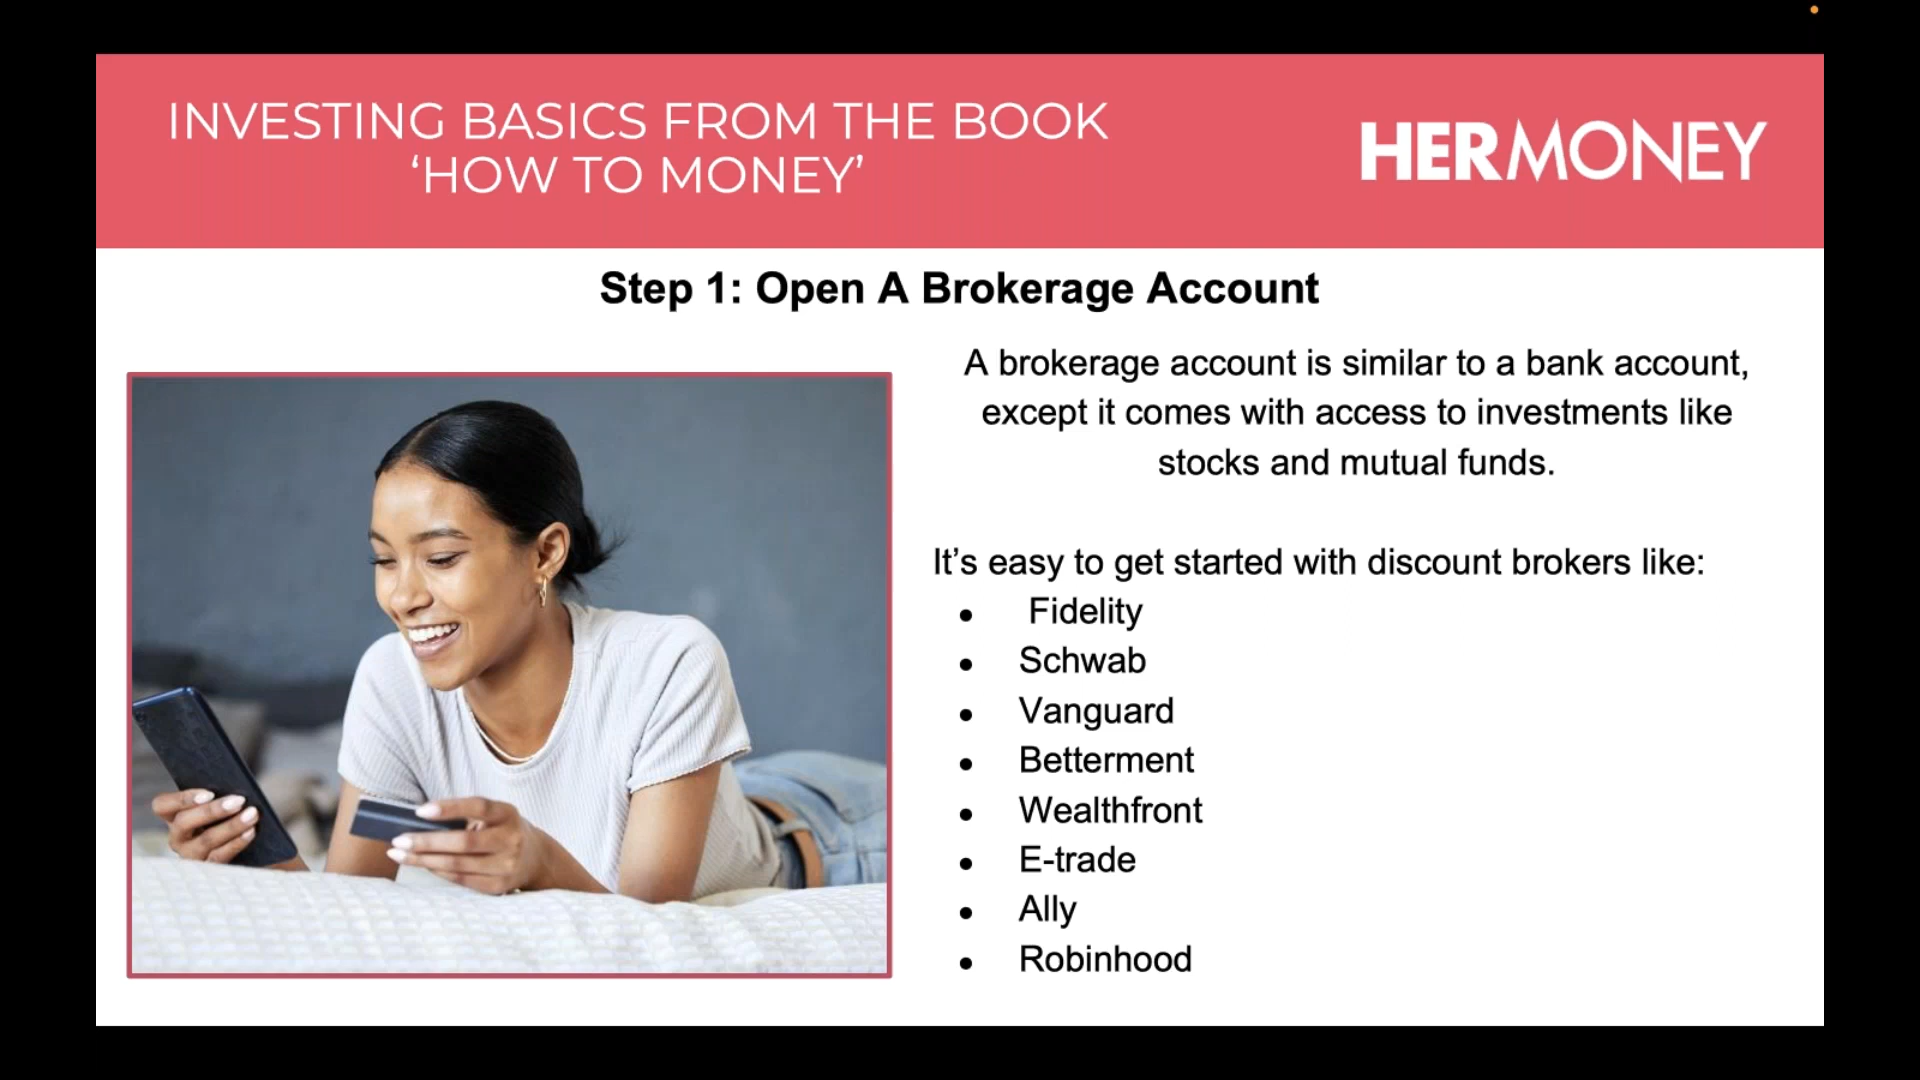 INVESTING BASICS FROM THE BOOK
‘HOW TO MONEY’
HERMONEY
Step 1: Open A Brokerage Account
A brokerage account is similar to a bank account,
except it comes with access to investments like
stocks and mutual funds.
It’s easy to get started with discount brokers like:
● Fidelity
● Schwab
● Vanguard
● Betterment
● Wealthfront
● E-trade
● Ally
● Robinhood